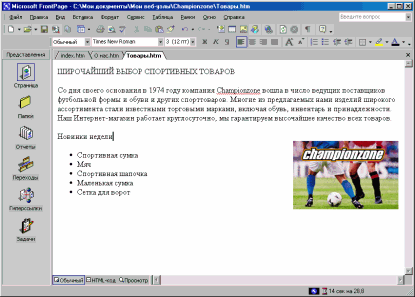 Microsoft FrontPage - C:\Мои документы\Мои веб-узлы\Championzone\Товары.htm
Файл Правка Вид Вставка Формат Сервис Таблица Рамки Окно Справка
Введите вопрос
Обычный Times New Roman 3 (12 пт)
Представления index.htm О нас.htm Товары.htm
ШИРОЧАЙШИЙ ВЫБОР СПОРТИВНЫХ ТОВАРОВ
Со дня своего основания в 1974 году компания Championzone вошла в число ведущих поставщиков
футбольной формы и обуви и других спорттоваров. Многие из предлагаемых нами изделий широкого
ассортимента стали известными торговыми марками, включая обувь, инвентарь и принадлежности.
Наш Интернет-магазин работает круглосуточно, мы гарантируем высочайшее качество всех товаров.
Новинки недели
championzone
Спортивная сумка
Мяч
Спортивная шапочка
Маленькая сумка
Сетка для ворот
Страница
Папки
Отчеты
Переходы
Гиперссылки
Задачи
Обычный HTML-код Просмотр
14 сек на 28,8